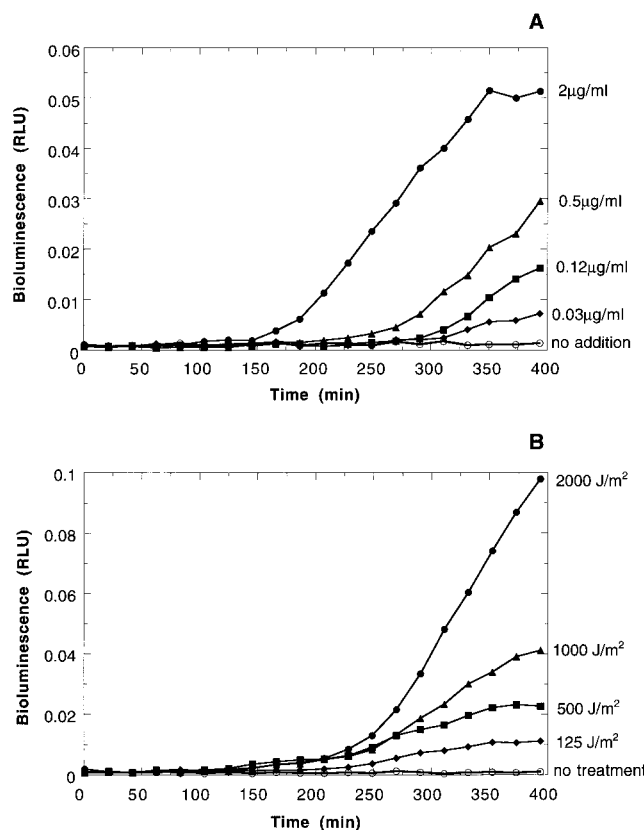 A
Bioluminescence (RLU)
0.06
0.05
0.04
0.03
0.02
0.01
0
2µg/ml
0.5µg/ml
0.12µg/ml
0.03µg/ml
no addition
0 50 100 150 200 250 300 350 400
Time (min)
B
Bioluminescence (RLU)
0.1
0.08
0.06
0.04
0.02
0
2000 J/m²
1000 J/m²
500 J/m²
125 J/m²
no treatment
0 50 100 150 200 250 300 350 400
Time (min)